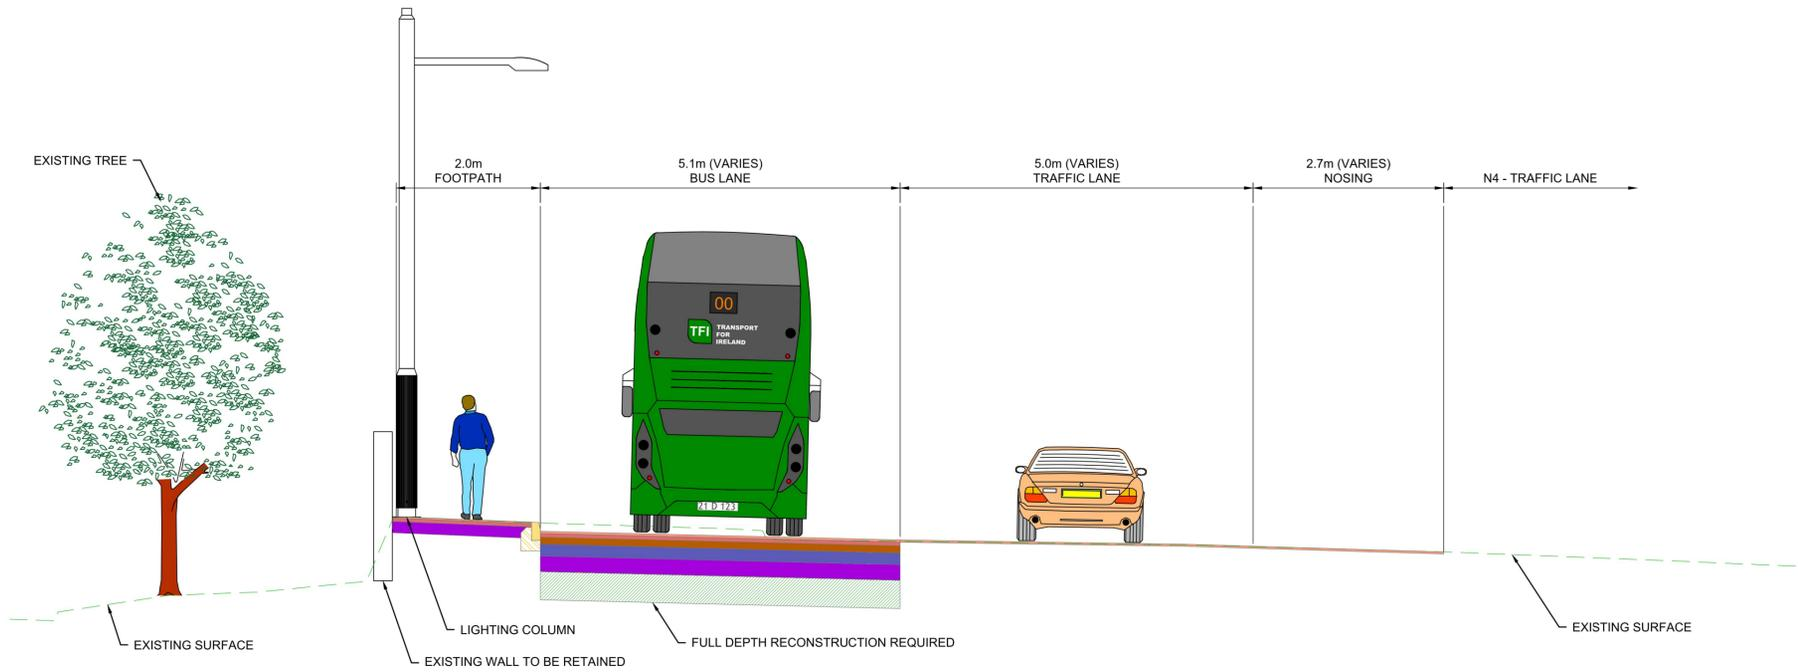 EXISTING TREE
2.0m
FOOTPATH
5.1m (VARIES)
BUS LANE
5.0m (VARIES)
TRAFFIC LANE
2.7m (VARIES)
NOSING
N4 - TRAFFIC LANE
00
TFI
TRANSPORT
FOR
IRELAND
21 D 123
EXISTING SURFACE
LIGHTING COLUMN
EXISTING WALL TO BE RETAINED
FULL DEPTH RECONSTRUCTION REQUIRED
EXISTING SURFACE